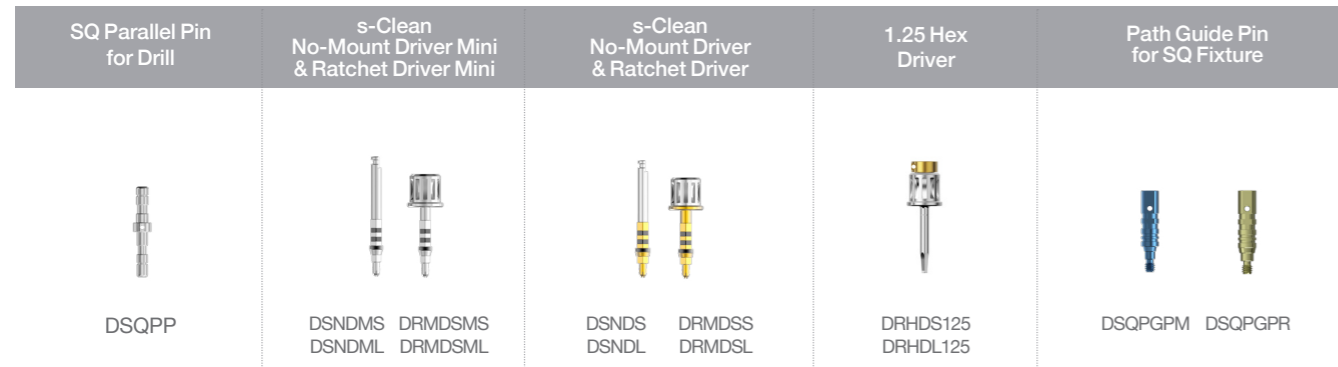 SQ Parallel Pin
for Drill
s-Clean
No-Mount Driver Mini
& Ratchet Driver Mini
s-Clean
No-Mount Driver
& Ratchet Driver
1.25 Hex
Driver
Path Guide Pin
for SQ Fixture
DSQPP
DSNDMS DRMDSMS
DSNDML DRMDSML
DSNDS DRMDSS
DSNDL DRMDSL
DRHDS125
DRHDL125
DSQPGPM DSQPGPR